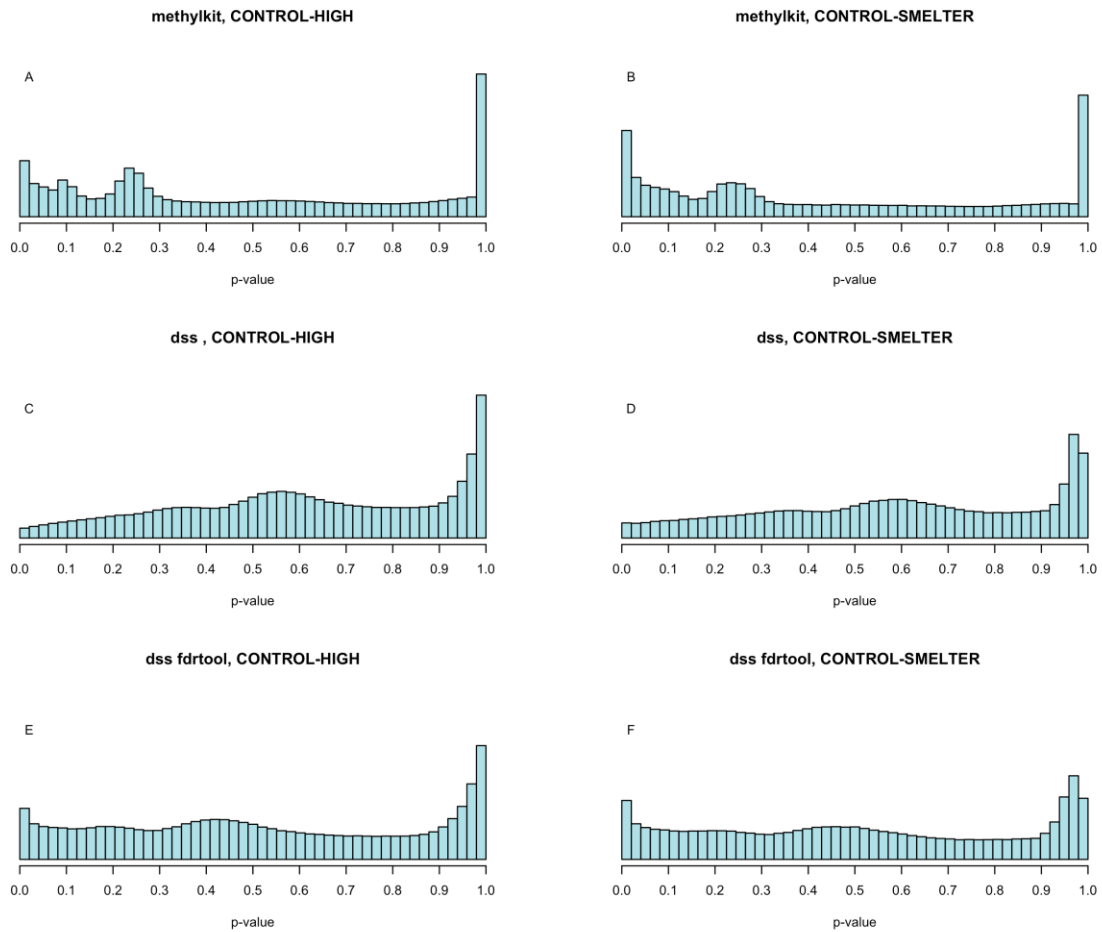 methylkit, CONTROL-HIGH
A
0.0 0.1 0.2 0.3 0.4 0.5 0.6 0.7 0.8 0.9 1.0
p-value
methylkit, CONTROL-SMELTER
B
0.0 0.1 0.2 0.3 0.4 0.5 0.6 0.7 0.8 0.9 1.0
p-value
dss , CONTROL-HIGH
C
0.0 0.1 0.2 0.3 0.4 0.5 0.6 0.7 0.8 0.9 1.0
p-value
dss, CONTROL-SMELTER
D
0.0 0.1 0.2 0.3 0.4 0.5 0.6 0.7 0.8 0.9 1.0
p-value
dss fdrtool, CONTROL-HIGH
E
0.0 0.1 0.2 0.3 0.4 0.5 0.6 0.7 0.8 0.9 1.0
p-value
dss fdrtool, CONTROL-SMELTER
F
0.0 0.1 0.2 0.3 0.4 0.5 0.6 0.7 0.8 0.9 1.0
p-value